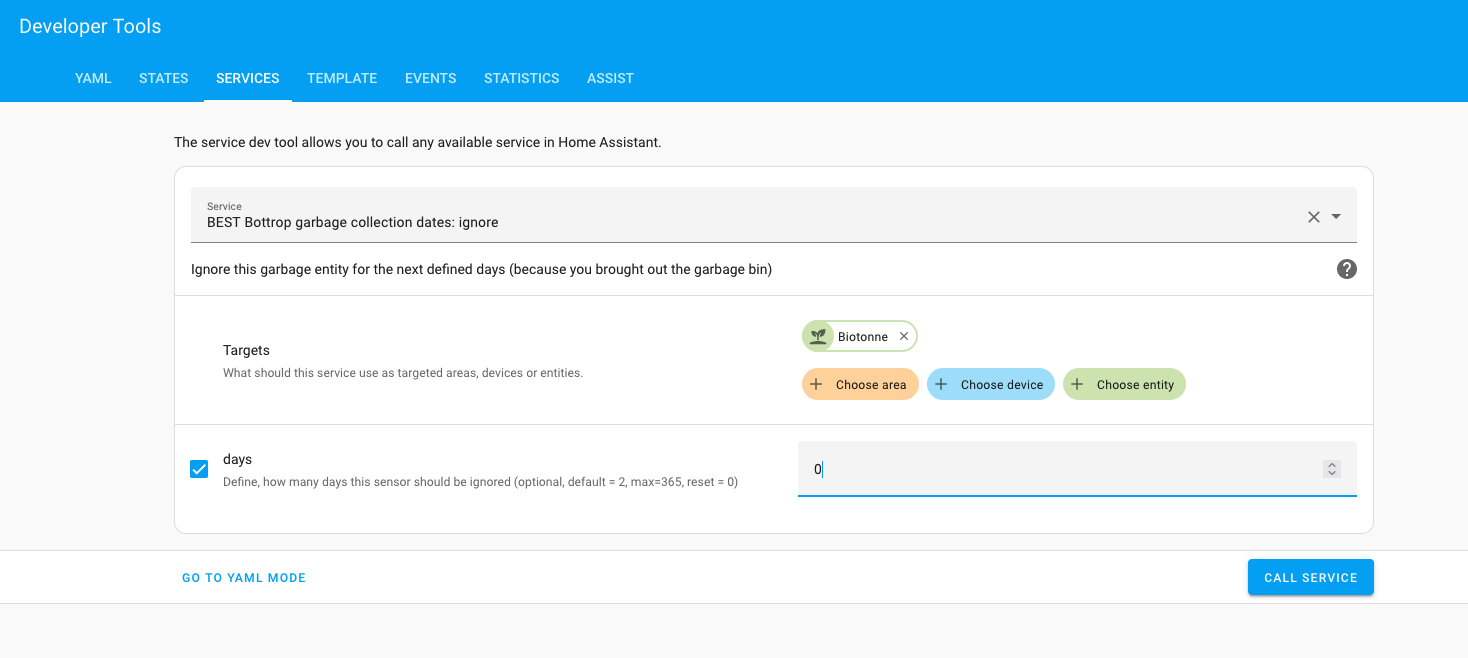 Developer Tools
YAML STATES SERVICES TEMPLATE EVENTS STATISTICS ASSIST
The service dev tool allows you to call any available service in Home Assistant.
Service
BEST Bottrop garbage collection dates: ignore
Ignore this garbage entity for the next defined days (because you brought out the garbage bin)
Biotonne
Targets
What should this service use as targeted areas, devices or entities.
Choose area Choose device Choose entity
days
Define, how many days this sensor should be ignored (optional, default = 2, max=365, reset = 0)
0
GO TO YAML MODE CALL SERVICE